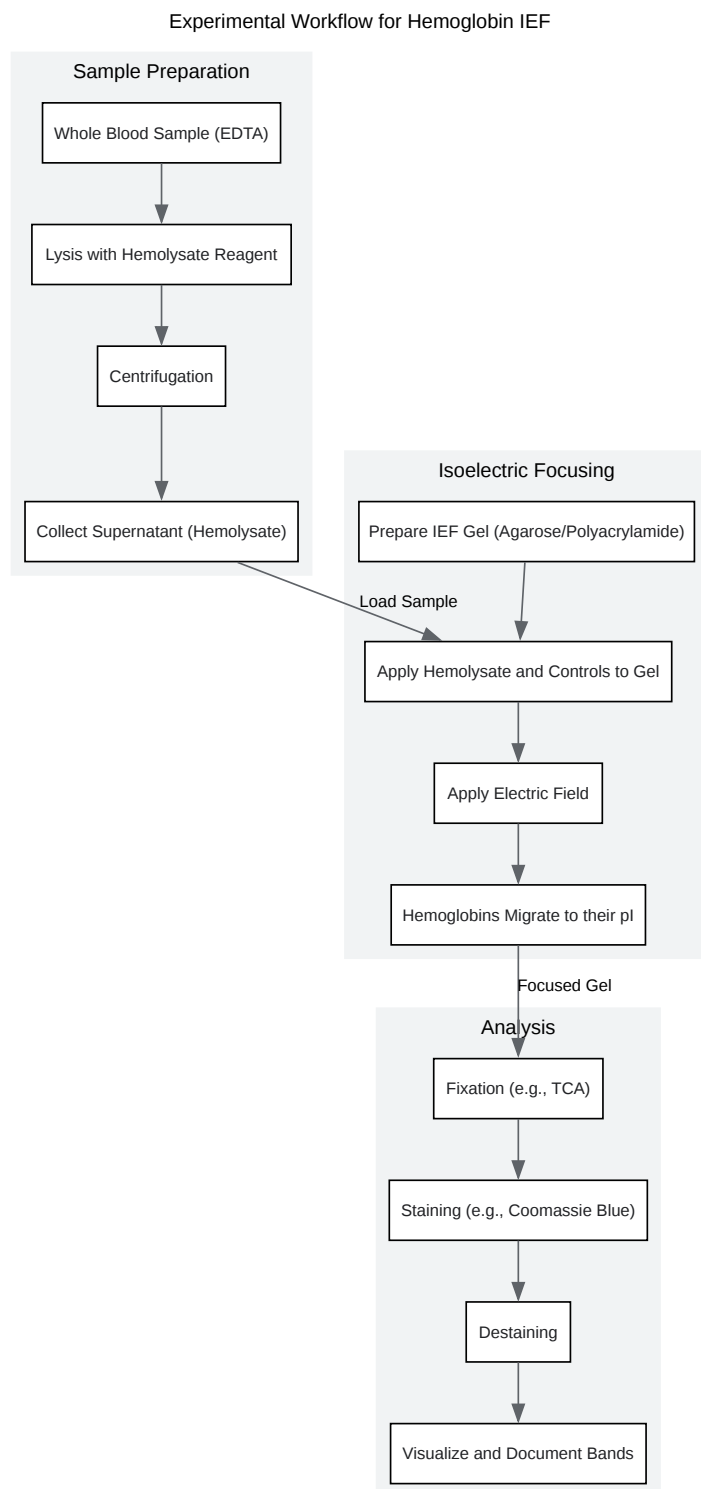 Experimental Workflow for Hemoglobin IEF
Sample Preparation
Whole Blood Sample (EDTA)
Lysis with Hemolysate Reagent
Centrifugation
Collect Supernatant (Hemolysate)
Load Sample
Isoelectric Focusing
Prepare IEF Gel (Agarose/Polyacrylamide)
Apply Hemolysate and Controls to Gel
Apply Electric Field
Hemoglobins Migrate to their pI
Focused Gel
Analysis
Fixation (e.g., TCA)
Staining (e.g., Coomassie Blue)
Destaining
Visualize and Document Bands